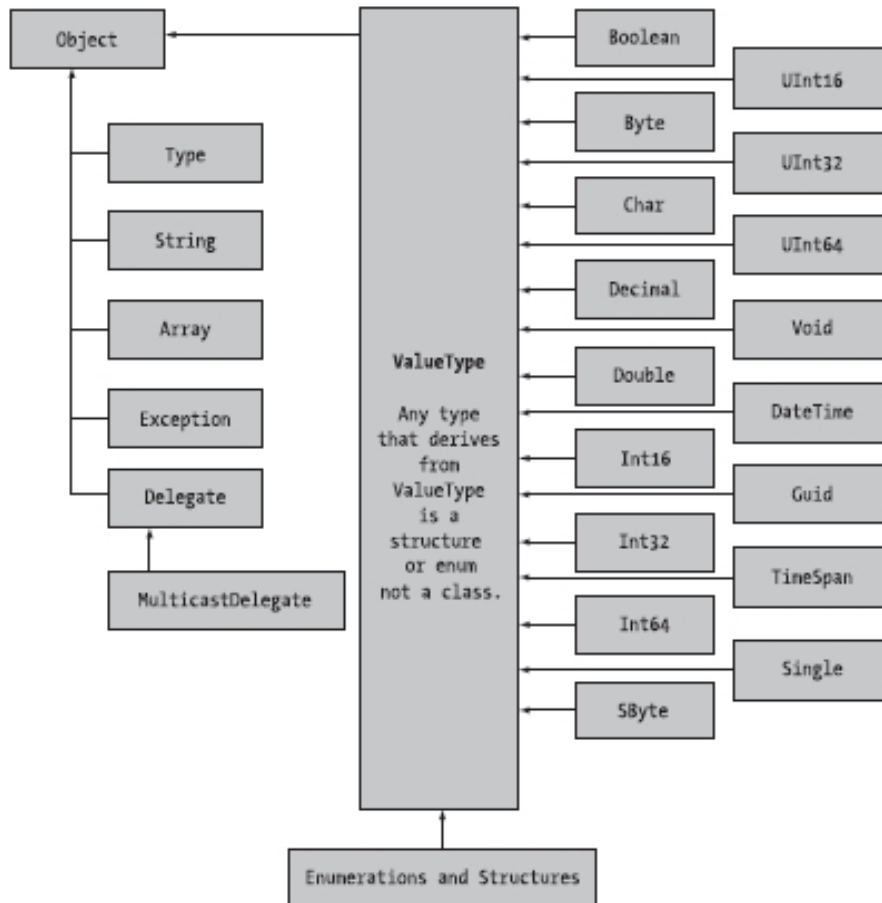 Object
Type
String
Array
Exception
Delegate
MulticastDelegate
ValueType
Any type
that derives
from
ValueType
is a
structure
or enum
not a class.
Boolean
UInt16
Byte
UInt32
Char
UInt64
Decimal
Void
Double
DateTime
Int16
Guid
Int32
TimeSpan
Int64
Single
SByte
Enumerations and Structures